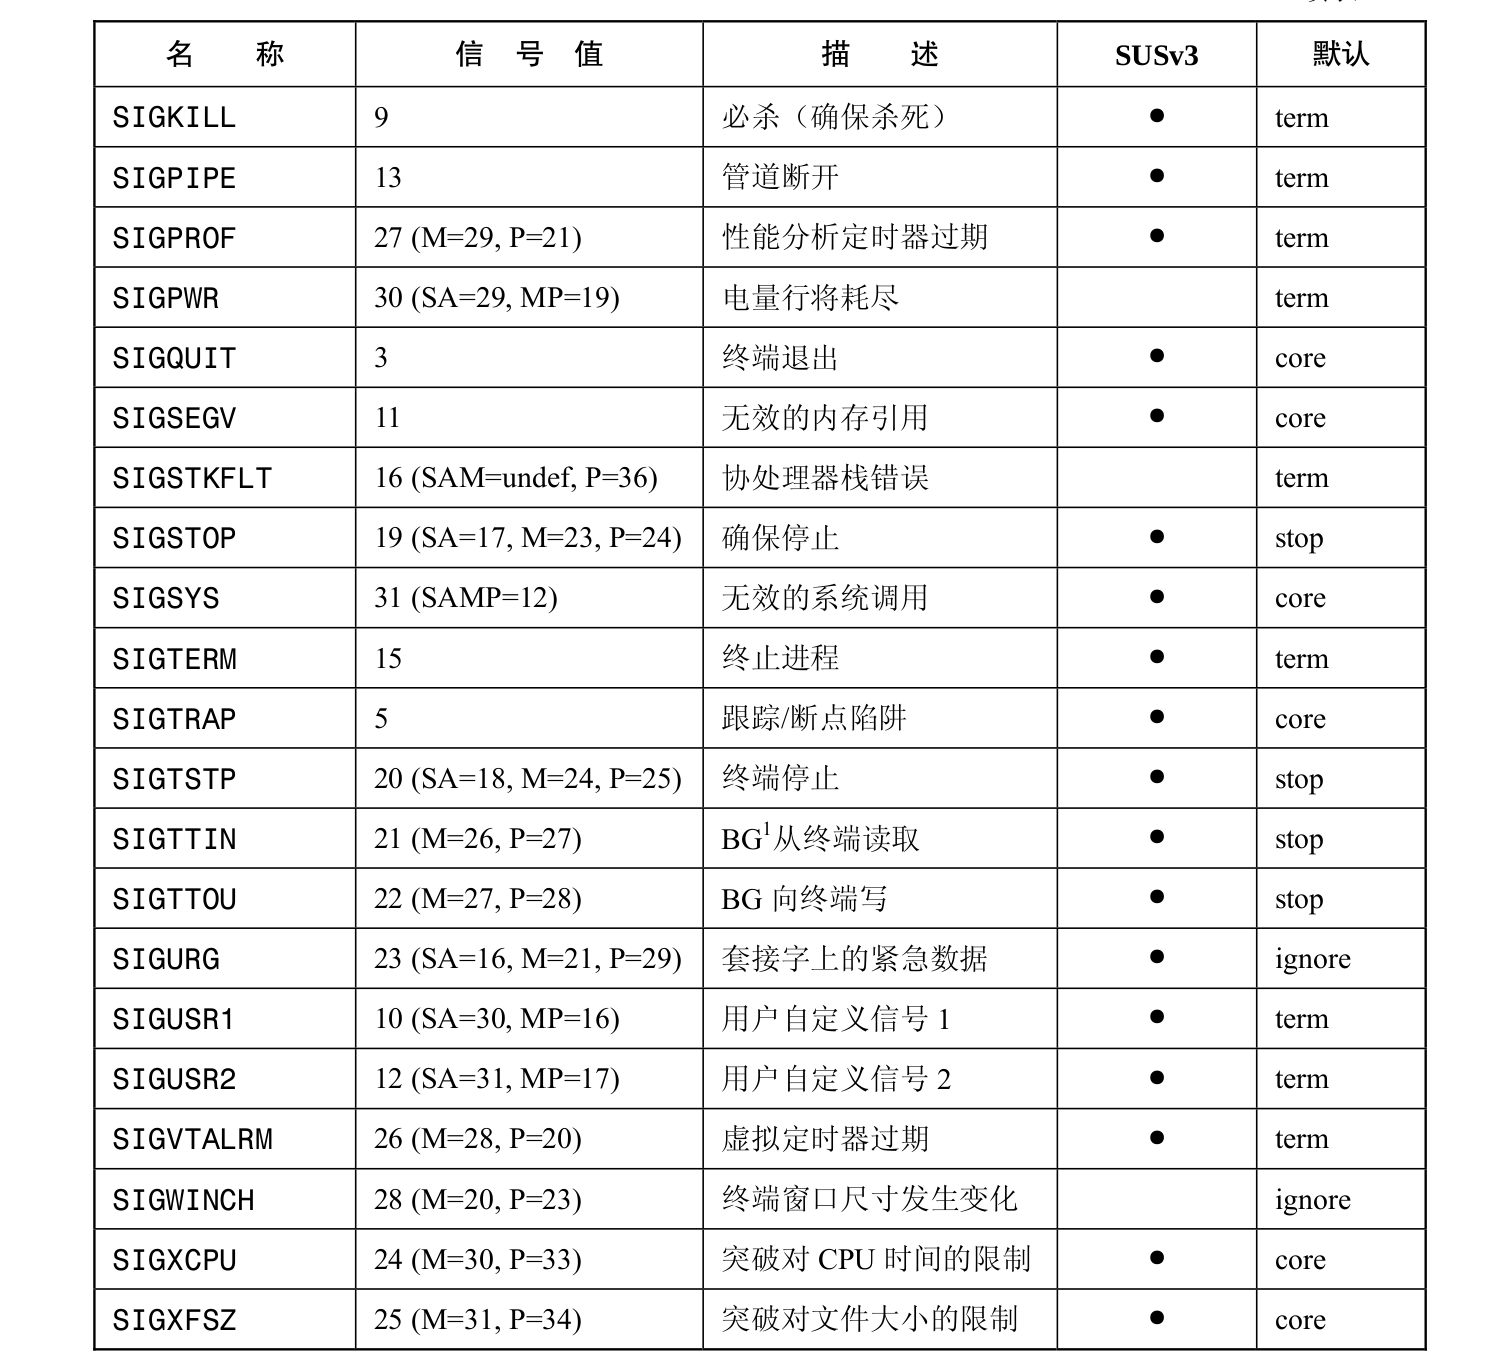 名 称 信 号 值 描 述 SUSv3 默认
SIGKILL 9 必杀（确保杀死） ● term
SIGPIPE 13 管道断开 ● term
SIGPROF 27 (M=29, P=21) 性能分析定时器过期 ● term
SIGPWR 30 (SA=29, MP=19) 电量行将耗尽 term
SIGQUIT 3 终端退出 ● core
SIGSEGV 11 无效的内存引用 ● core
SIGSTKFLT 16 (SAM=undef, P=36) 协处理器栈错误 term
SIGSTOP 19 (SA=17, M=23, P=24) 确保停止 ● stop
SIGSYS 31 (SAMP=12) 无效的系统调用 ● core
SIGTERM 15 终止进程 ● term
SIGTRAP 5 跟踪/断点陷阱 ● core
SIGTSTP 20 (SA=18, M=24, P=25) 终端停止 ● stop
SIGTTIN 21 (M=26, P=27) BG¹从终端读取 ● stop
SIGTTOU 22 (M=27, P=28) BG 向终端写 ● stop
SIGURG 23 (SA=16, M=21, P=29) 套接字上的紧急数据 ● ignore
SIGUSR1 10 (SA=30, MP=16) 用户自定义信号 1 ● term
SIGUSR2 12 (SA=31, MP=17) 用户自定义信号 2 ● term
SIGVTALRM 26 (M=28, P=20) 虚拟定时器过期 ● term
SIGWINCH 28 (M=20, P=23) 终端窗口尺寸发生变化 ignore
SIGXCPU 24 (M=30, P=33) 突破对 CPU 时间的限制 ● core
SIGXFSZ 25 (M=31, P=34) 突破对文件大小的限制 ● core